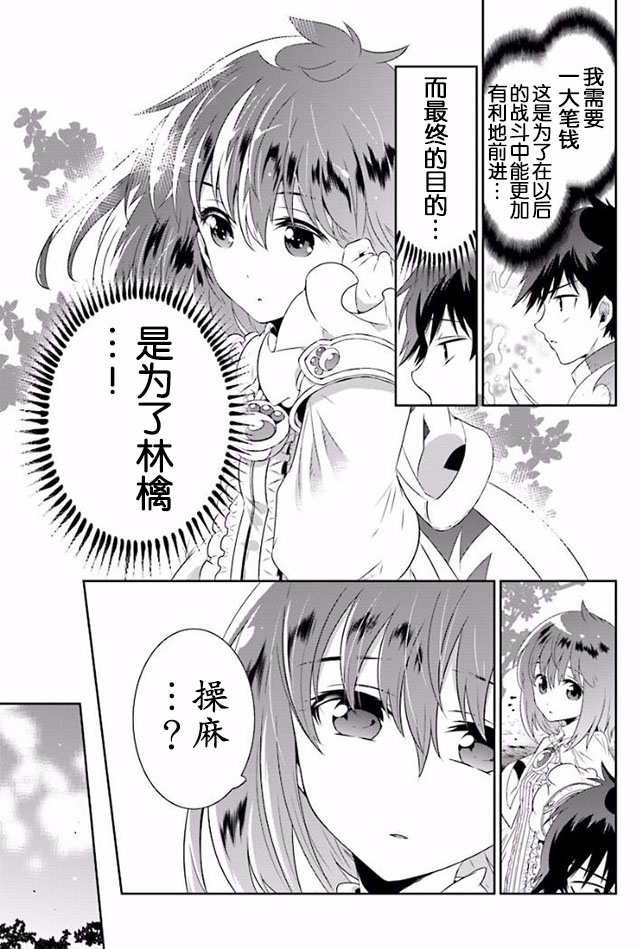 我需要
一大笔钱
这是为了在以后
的战斗中能更加
有利地前进…
而最终的目的…
是为了林檎
…!
操麻
…?